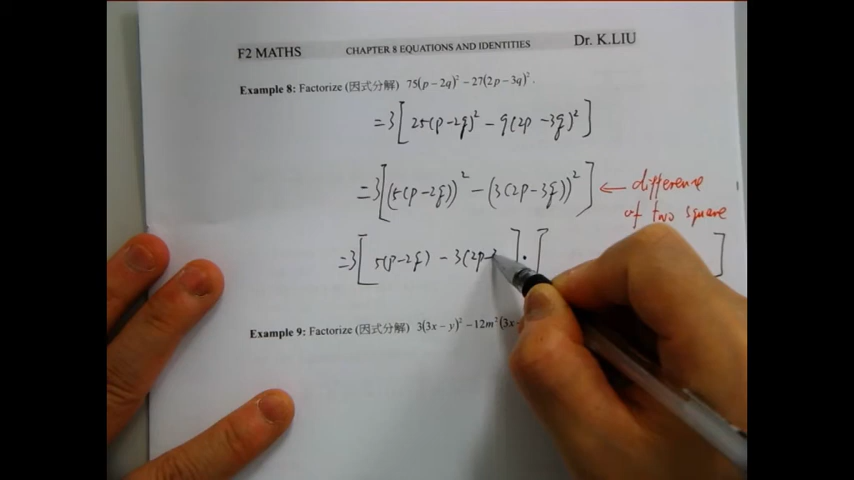 F2 MATHS CHAPTER 8 EQUATIONS AND IDENTITIES Dr. K.LIU
Example 8: Factorize (因式分解) 75(p−2q)² −27(2p−3q)².
=3[25(p−2q)² − 9(2p−3q)²]
=3[(5(p−2q))² −(3(2p−3q))²] ← difference
of two square
=3[5(p−2q) −3(2p−3 ]·[ ]
Example 9: Factorize (因式分解) 3(3x−y)² −12m²(3x